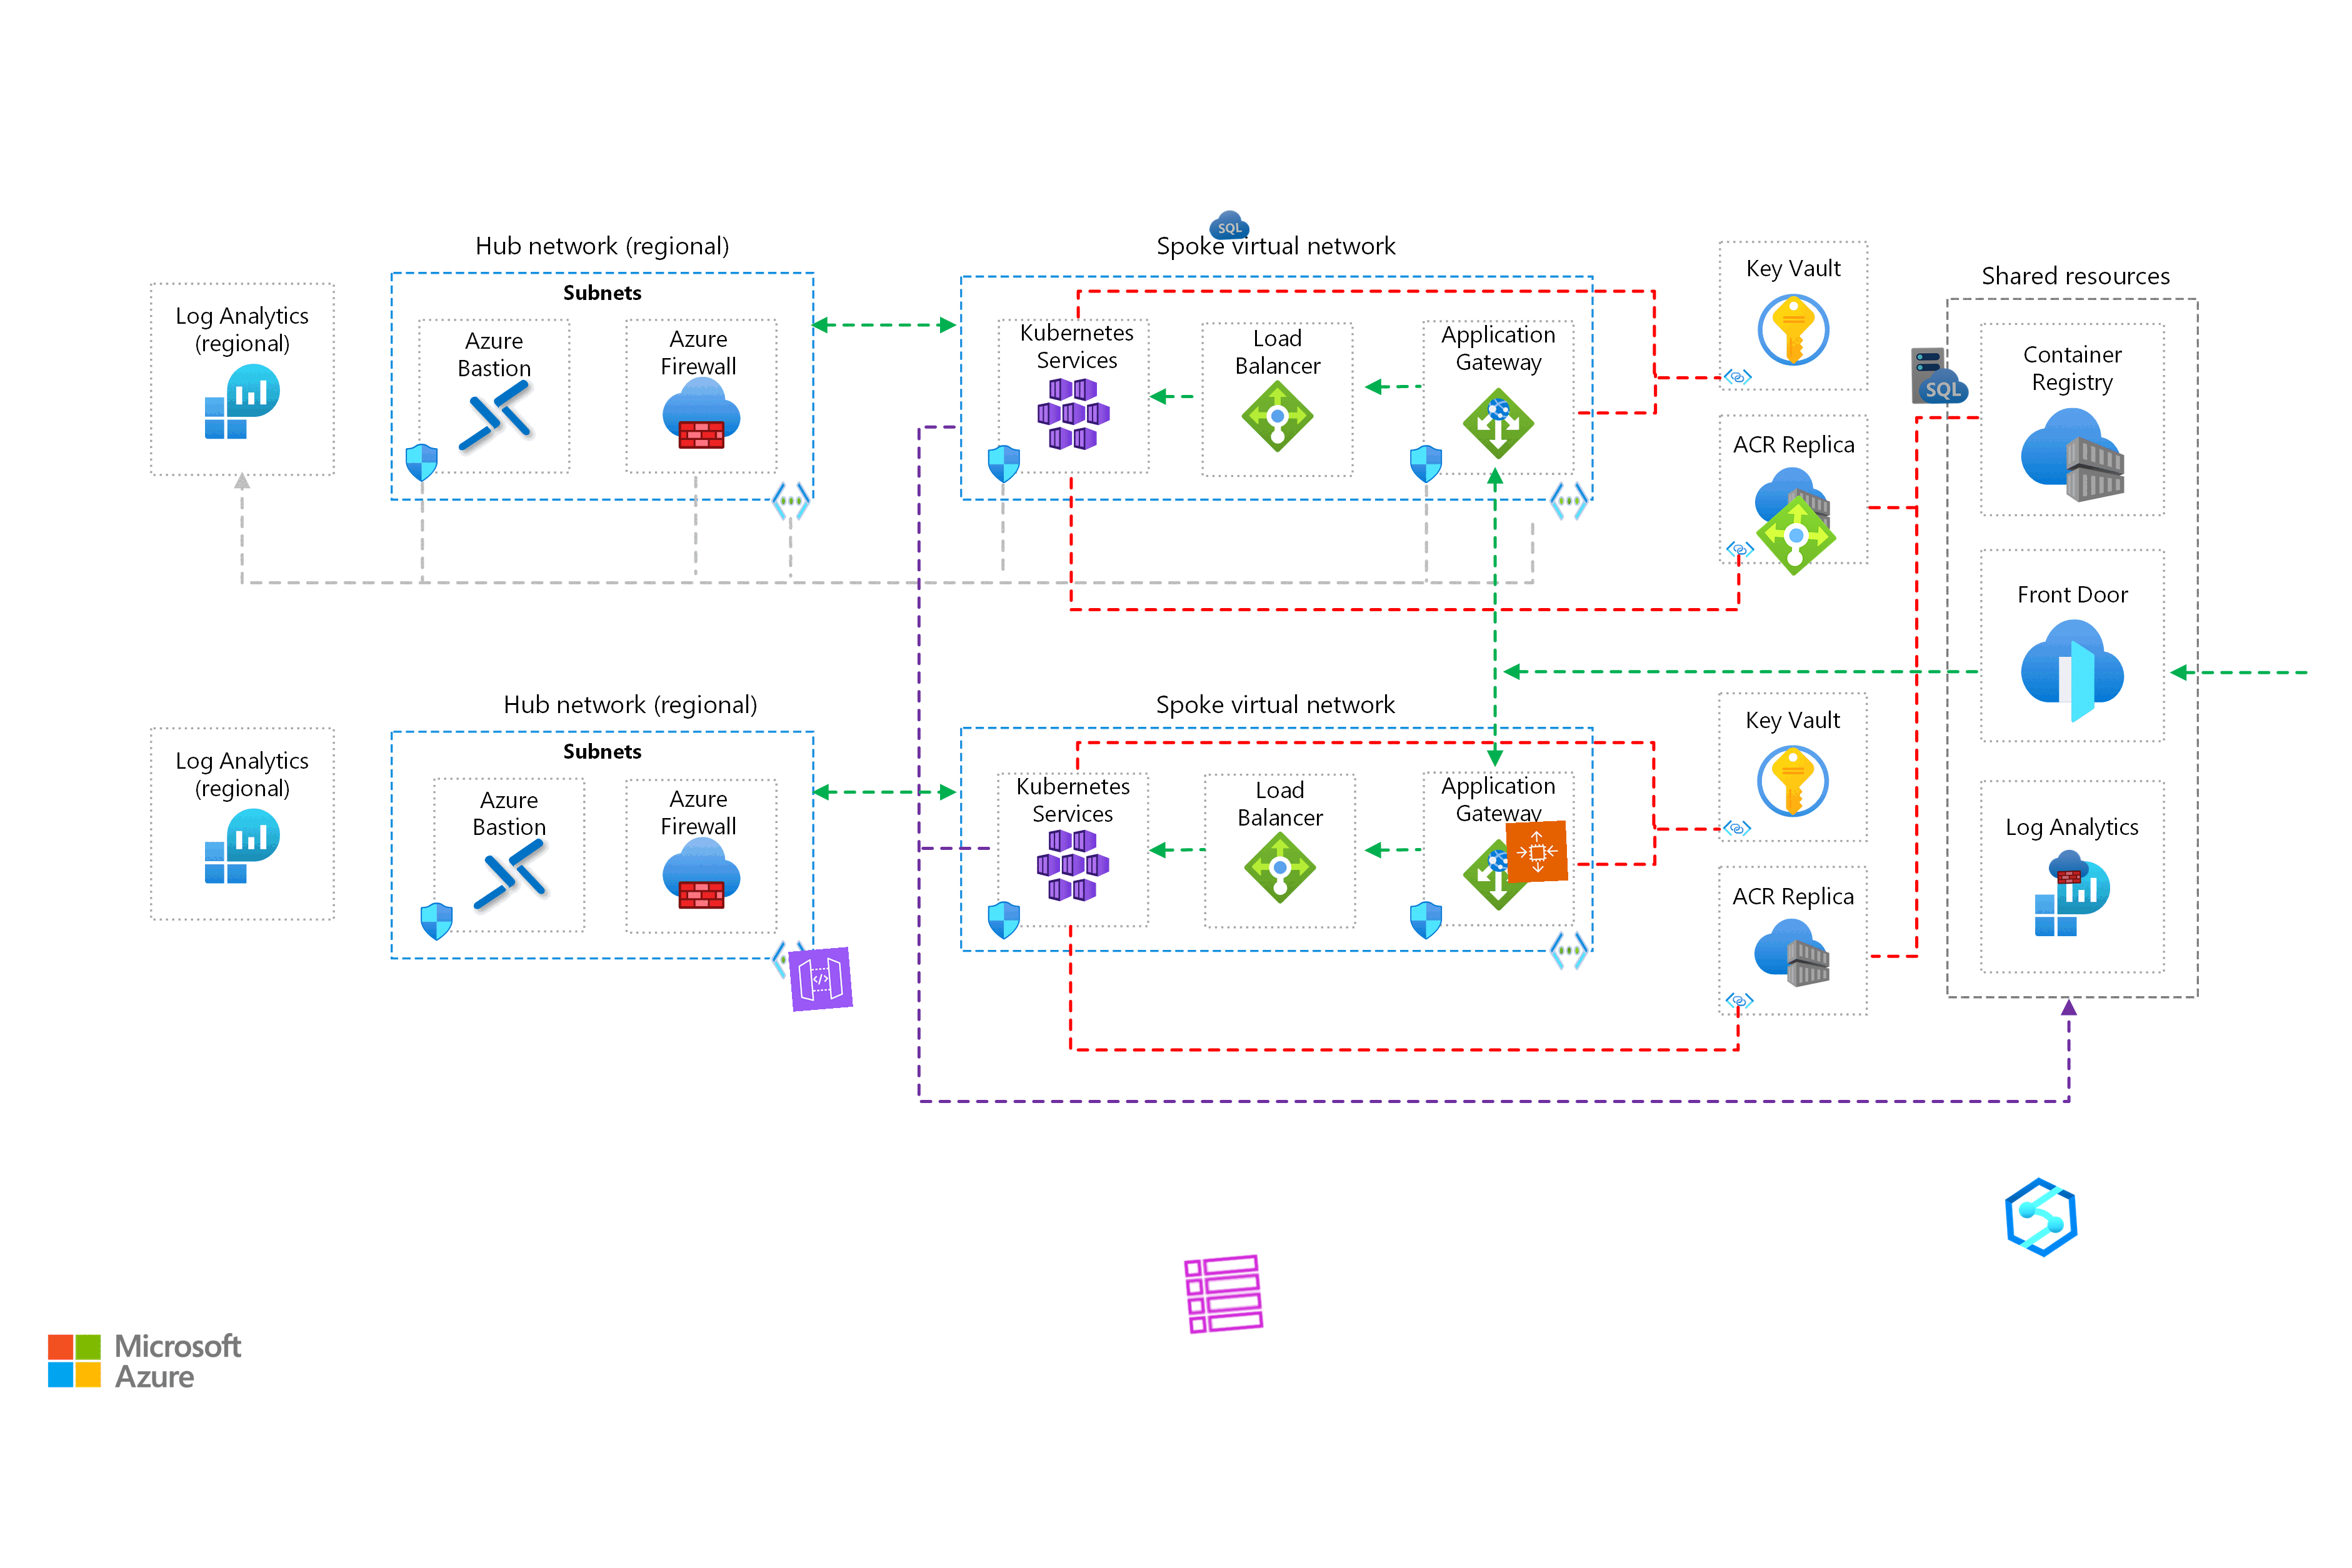 SQL
Hub network (regional)
Spoke virtual network
Key Vault
Shared resources
Subnets
Log Analytics
(regional)
Azure
Bastion
Azure
Firewall
Kubernetes
Services
Load
Balancer
Application
Gateway
Container
Registry
SQL
ACR Replica
Front Door
Hub network (regional)
Spoke virtual network
Key Vault
Subnets
Log Analytics
(regional)
Azure
Bastion
Azure
Firewall
Kubernetes
Services
Load
Balancer
Application
Gateway
Log Analytics
ACR Replica
Microsoft
Azure